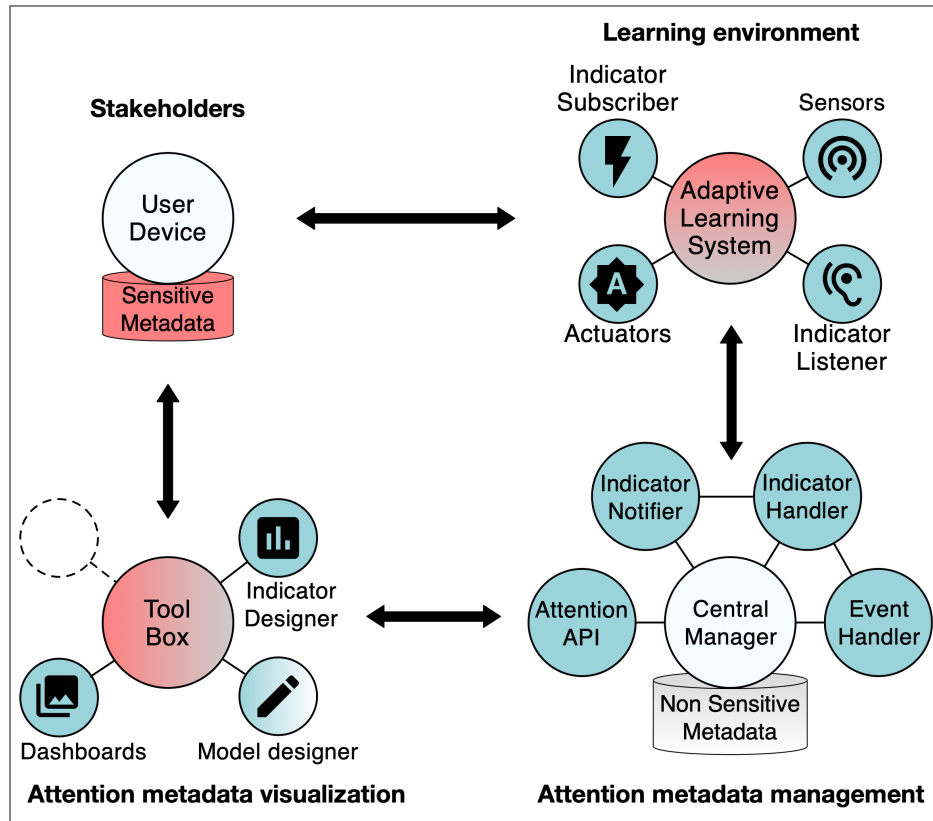 Learning environment
Stakeholders
Indicator
Subscriber
Sensors
User
Device
Adaptive
Learning
System
Sensitive
Metadata
A
Actuators
Indicator
Listener
Indicator
Notifier
Indicator
Handler
Tool
Box
Indicator
Designer
Attention
API
Central
Manager
Event
Handler
Non Sensitive
Metadata
Dashboards
Model designer
Attention metadata visualization
Attention metadata management